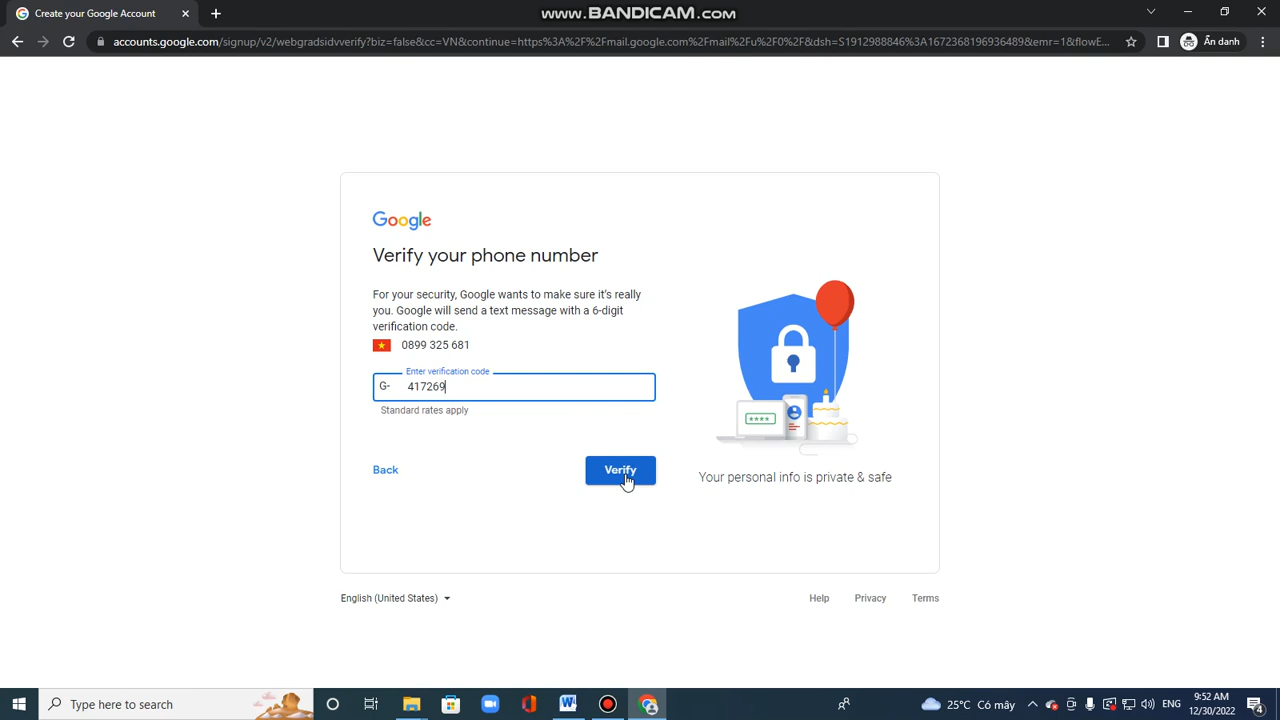 Create your Google Account
www.BANDICAM.com
accounts.google.com/signup/v2/webgradsidvverify?biz=false&cc=VN&continue=https%3A%2F%2Fmail.google.com%2Fmail%2Fu%2F0%2F&dsh=S1912988846%3A1672368196936489&emr=1&flowE...
Ẩn danh
Google
Verify your phone number
For your security, Google wants to make sure it's really
you. Google will send a text message with a 6-digit
verification code.
0899 325 681
Enter verification code
G- 417269
Standard rates apply
Back
Verify
****
Your personal info is private & safe
English (United States)
Help
Privacy
Terms
Type here to search
25°C Có mây
ENG
9:52 AM
12/30/2022
4